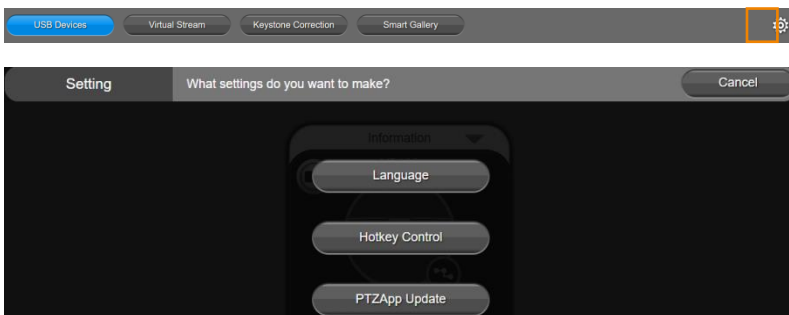 USB Devices Virtual Stream Keystone Correction Smart Gallery
Setting What settings do you want to make? Cancel
Information
Language
Hotkey Control
PTZApp Update